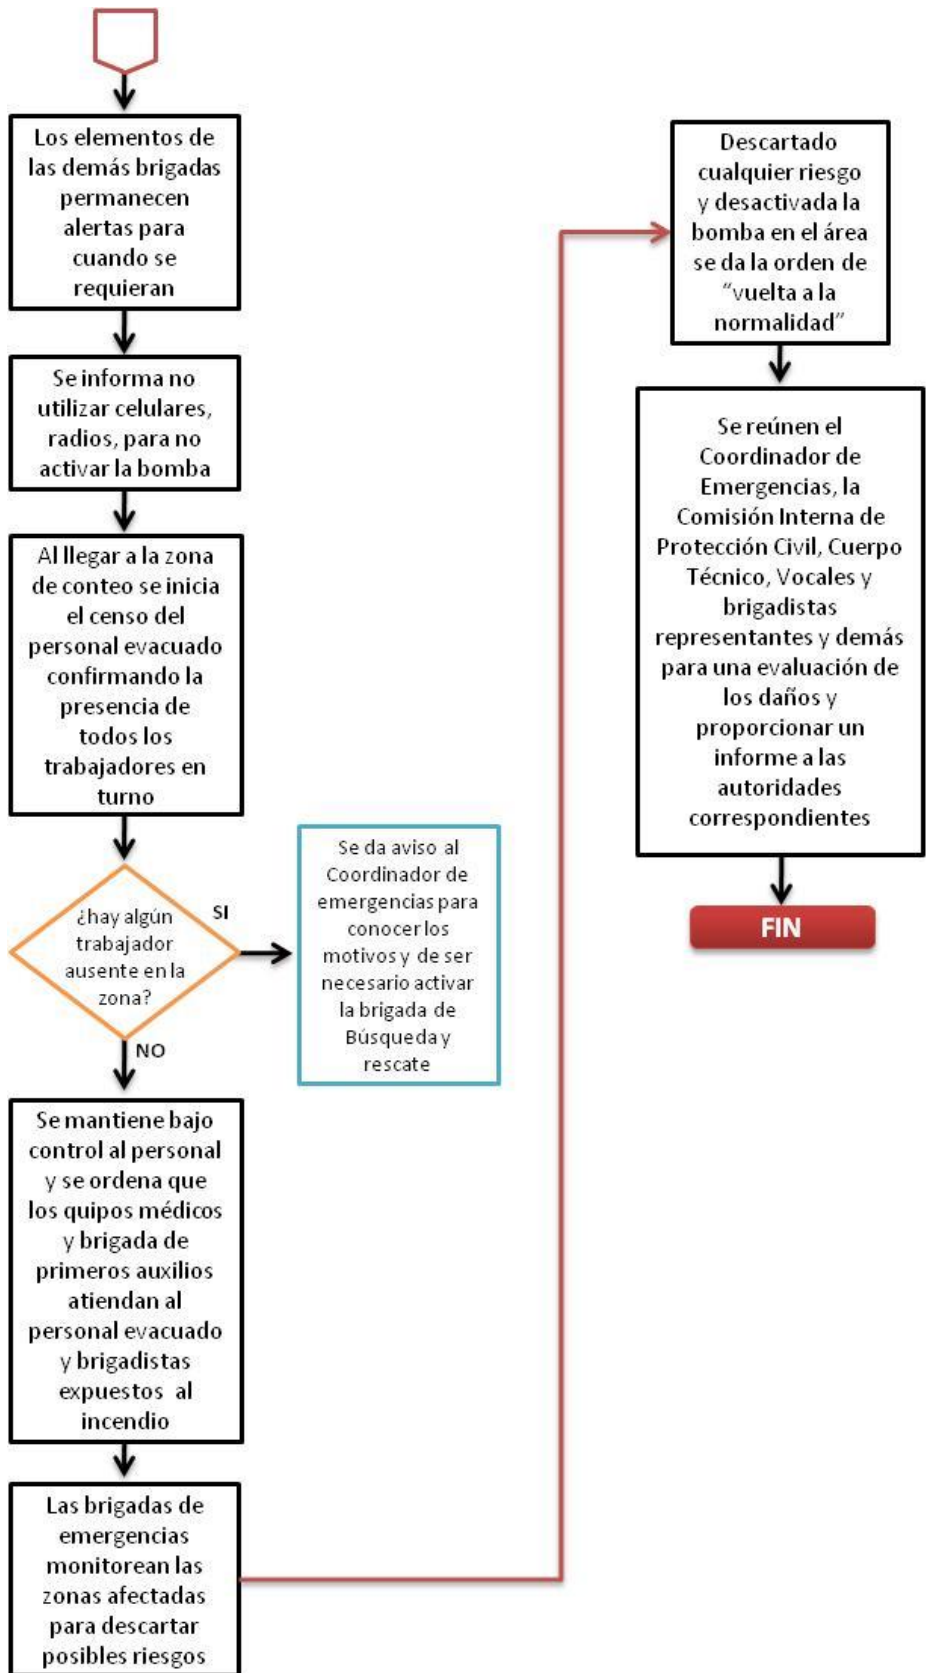 Los elementos de
las demás brigadas
permanecen
alertas para
cuando se
requieran
Se informa no
utilizar celulares,
radios, para no
activar la bomba
Al llegar a la zona
de conteo se inicia
el censo del
personal evacuado
confirmando la
presencia de
todos los
trabajadores en
turno
¿hay algún
trabajador
ausente en la
zona?
SI
Se da aviso al
Coordinador de
emergencias para
conocer los
motivos y de ser
necesario activar
la brigada de
Búsqueda y
rescate
NO
Se mantiene bajo
control al personal
y se ordena que
los quipos médicos
y brigada de
primeros auxilios
atiendan al
personal evacuado
y brigadistas
expuestos al
incendio
Las brigadas de
emergencias
monitorean las
zonas afectadas
para descartar
posibles riesgos
Descartado
cualquier riesgo
y desactivada la
bomba en el área
se da la orden de
“vuelta a la
normalidad”
Se reúnen el
Coordinador de
Emergencias, la
Comisión Interna de
Protección Civil, Cuerpo
Técnico, Vocales y
brigadistas
representantes y demás
para una evaluación de
los daños y
proporcionar un
informe a las
autoridades
correspondientes
FIN